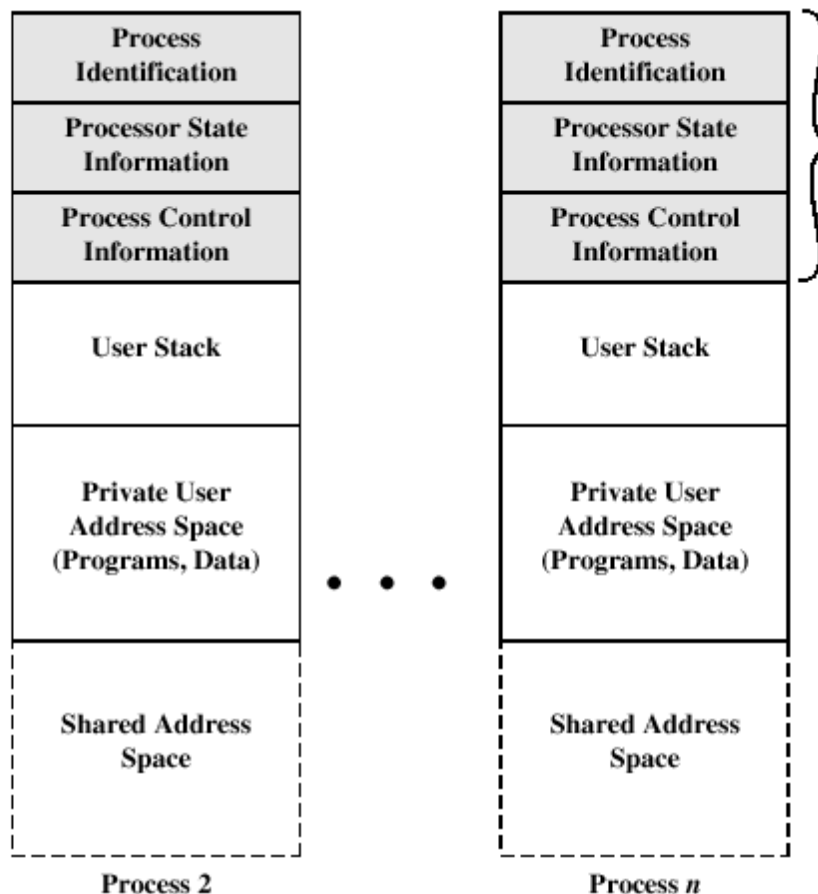 Process
Identification
Processor State
Information
Process Control
Information
User Stack
Private User
Address Space
(Programs, Data)
Shared Address
Space
Process 2
• • •
Process
Identification
Processor State
Information
Process Control
Information
User Stack
Private User
Address Space
(Programs, Data)
Shared Address
Space
Process n